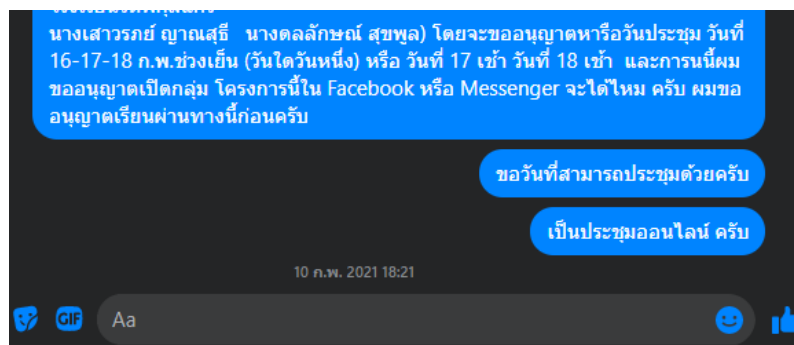 นางเสาวรภย์ ญาณสุธี นางดลลักษณ์ สุขพูล) โดยจะขออนุญาตหารือวันประชุม วันที่
16-17-18 ก.พ.ช่วงเย็น (วันใดวันหนึ่ง) หรือ วันที่ 17 เช้า วันที่ 18 เช้า และการนนี้ผม
ขออนุญาตเปิดกลุ่ม โครงการนี้ใน Facebook หรือ Messenger จะได้ไหม ครับ ผมขอ
อนุญาตเรียนผ่านทางนี้ก่อนครับ
ขอวันที่สามารถประชุมด้วยครับ
เป็นประชุมออนไลน์ ครับ
10 ก.พ. 2021 18:21
GIF
Aa